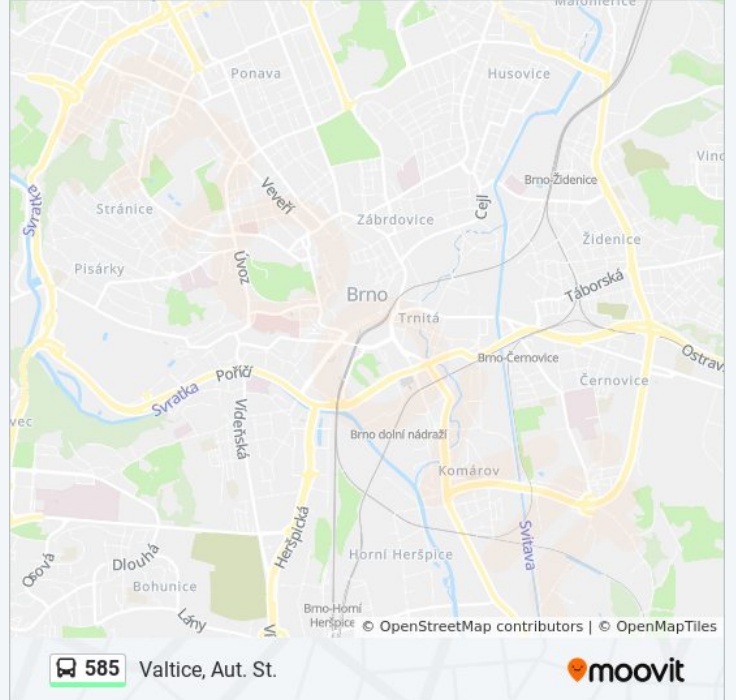 Maloměřice
Ponava
Husovice
Vinc
Brno-Židenice
Veveří
Cejl
Svratka
Stránice
Zábrdovice
Židenice
Úvoz
Pisárky
Táborská
Brno
Trnitá
Brno-Černovice
Ostrav
Poříčí
Černovice
Svratka
vec
Vídeňská
Brno dolní nádraží
Komárov
Heršpická
Svitava
Horní Heršpice
Osová
Dlouhá
Bohunice
Lány
Brno-Horní
Heršpice
Ví
© OpenStreetMap contributors | © OpenMapTiles
585 Valtice, Aut. St.
moovit